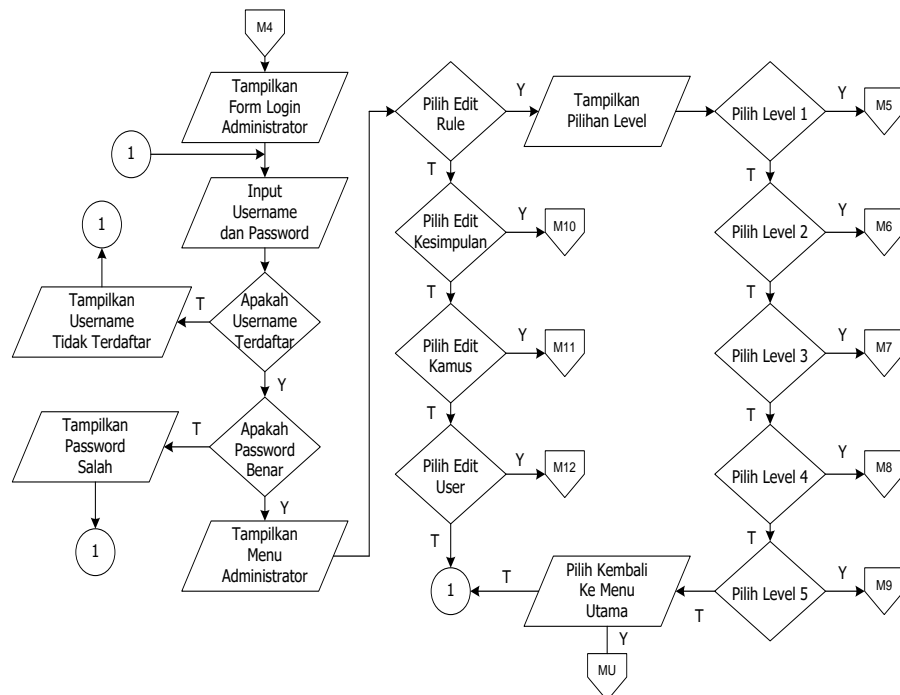 M4
Tampilkan
Form Login
Administrator
1
Input
Username
dan Password
1
Tampilkan
Username
Tidak Terdaftar
T
Apakah
Username
Terdaftar
Y
Tampilkan
Password
Salah
T
Apakah
Password
Benar
Y
1
Tampilkan
Menu
Administrator
Pilih Edit
Rule
Y
T
Tampilkan
Pilihan Level
Pilih Edit
Kesimpulan
Y
M10
T
Pilih Edit
Kamus
Y
M11
T
Pilih Edit
User
Y
M12
T
1
Pilih Level 1
Y
M5
T
Pilih Level 2
Y
M6
T
Pilih Level 3
Y
M7
T
Pilih Level 4
Y
M8
T
Pilih Level 5
Y
M9
T
Pilih Kembali
Ke Menu
Utama
T
Y
MU